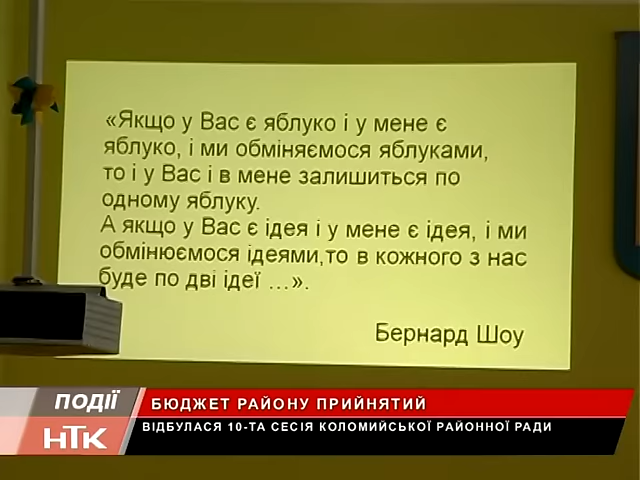 «Якщо у Вас є яблуко і у мене є
яблуко, і ми обміняємося яблуками,
то і у Вас і в мене залишиться по
одному яблуку.
А якщо у Вас є ідея і у мене є ідея, і ми
обмінюємося ідеями,то в кожного з нас
буде по дві ідеї ...».
Бернард Шоу
ПОДІЇ
НТК
БЮДЖЕТ РАЙОНУ ПРИЙНЯТИЙ
ВІДБУЛАСЯ 10-ТА СЕСІЯ КОЛОМИЙСЬКОЇ РАЙОННОЇ РАДИ